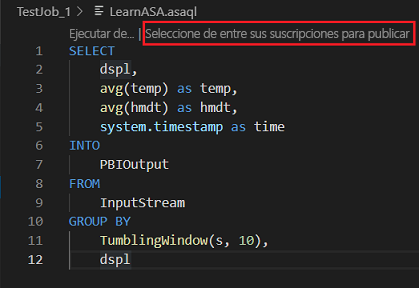 TestJob_1 > LearnASA.asaql
Ejecutar de... | Seleccione de entre sus suscripciones para publicar
1 SELECT
2 dspl,
3 avg(temp) as temp,
4 avg(hmdt) as hmdt,
5 system.timestamp as time
6 INTO
7 PBIOutput
8 FROM
9 InputStream
10 GROUP BY
11 TumblingWindow(s, 10),
12 dspl